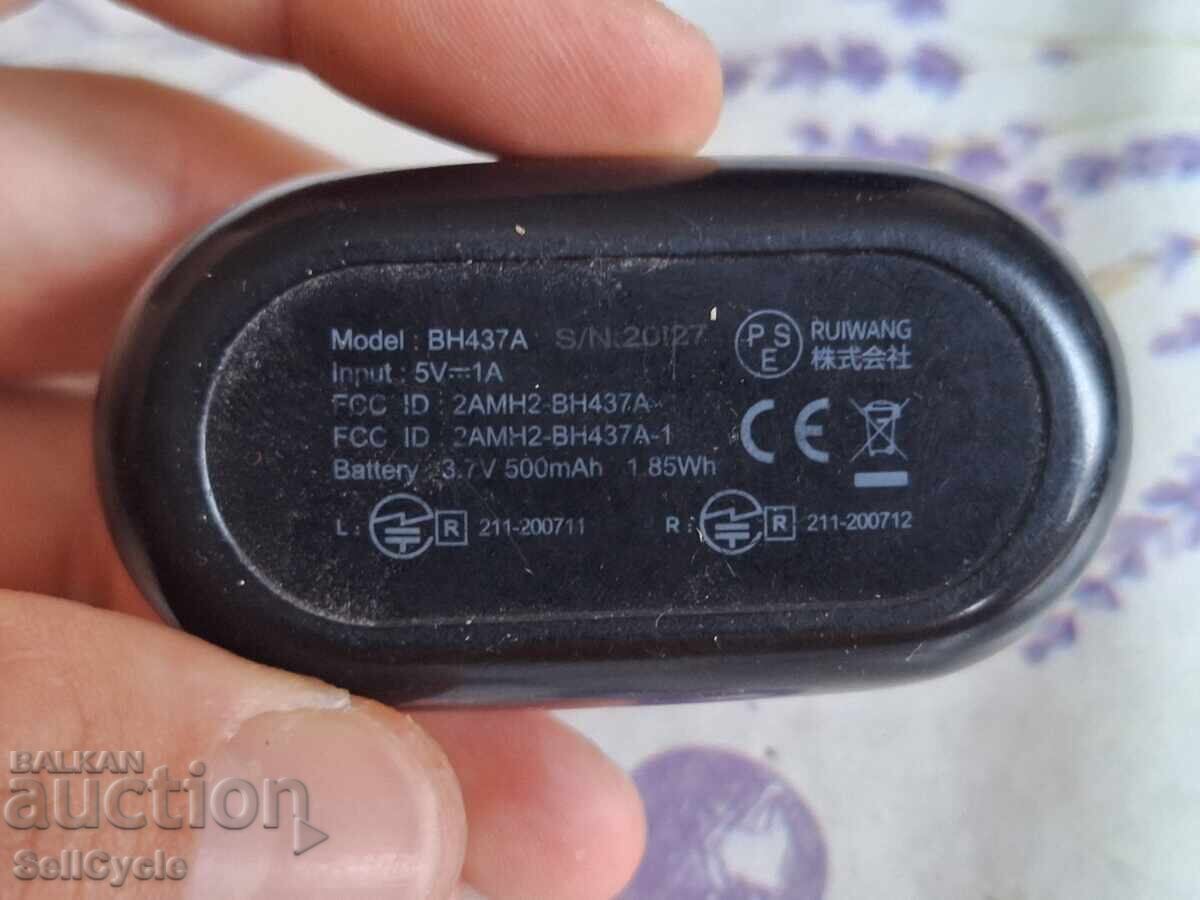 Model : BH437A S/N:20127
Input : 5V⎓1A
FCC ID : 2AMH2-BH437A
FCC ID : 2AMH2-BH437A-1
Battery : 3.7V 500mAh 1.85Wh
PSE RUIWANG
株式会社
CE
L : R 211-200711
R : R 211-200712
BALKAN
auction
SellCycle